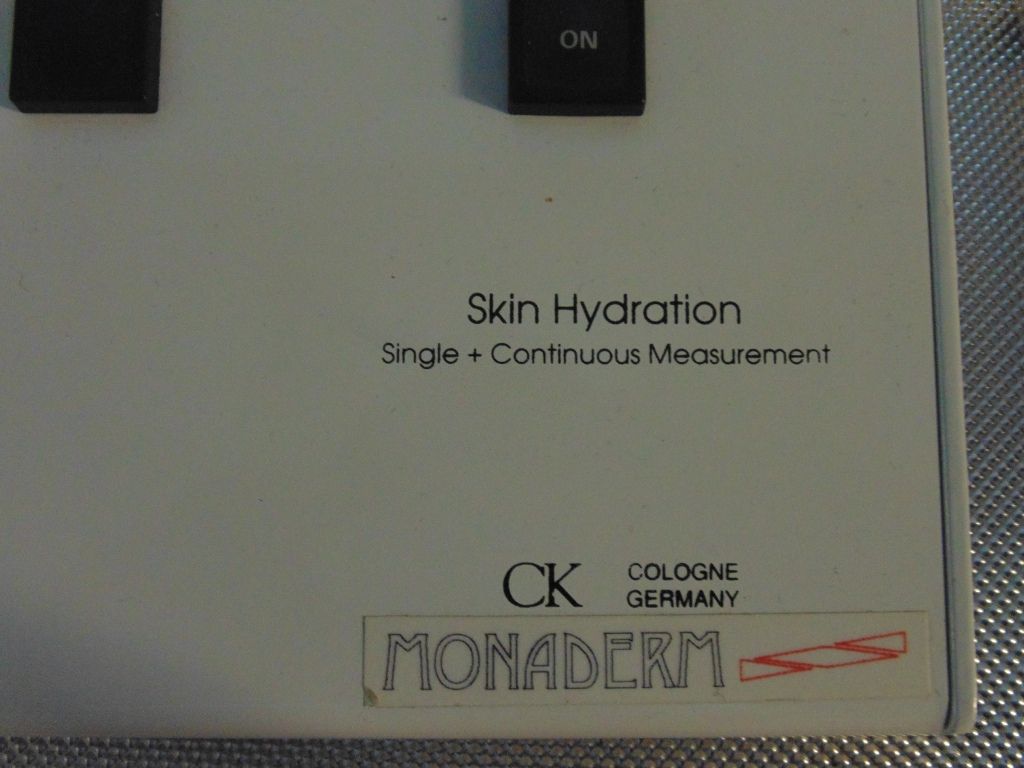 ON
Skin Hydration
Single + Continuous Measurement
CK
COLOGNE
GERMANY
MONADERM